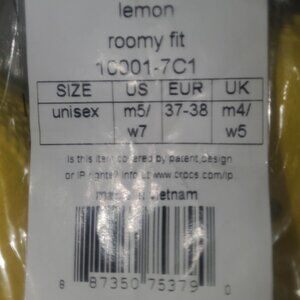 lemon
roomy fit
10001-7C1
SIZE US EUR UK
unisex m5/ 37-38 m4/
w7 w5
Is this item covered by patent, design
or IP rights? Info at www.crocs.com/ip
made in vietnam
8 87350 75379 0